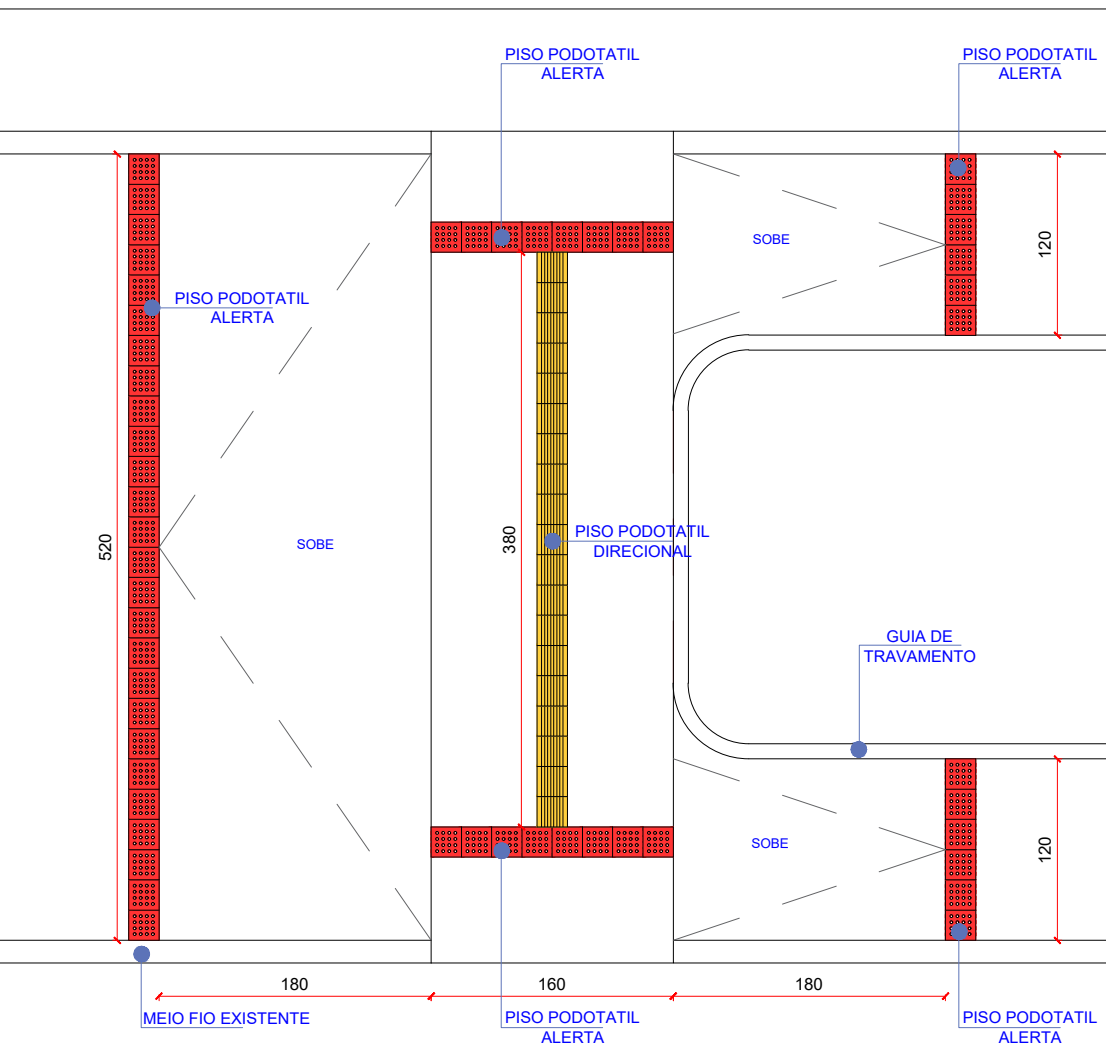 PISO PODOTATIL
ALERTA
PISO PODOTATIL
ALERTA
SOBE
120
PISO PODOTATIL
ALERTA
520
SOBE
380
PISO PODOTATIL
DIRECIONAL
GUIA DE
TRAVAMENTO
SOBE
120
180
160
180
MEIO FIO EXISTENTE
PISO PODOTATIL
ALERTA
PISO PODOTATIL
ALERTA